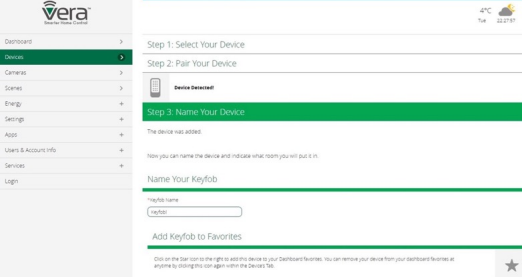 vera™
Smarter Home Control
4°C
Tue 22:27:57
Dashboard
Devices
Cameras
Scenes
Energy
Settings
Apps
Users & Account Info
Services
Login
Step 1: Select Your Device
Step 2: Pair Your Device
Device Detected!
Step 3: Name Your Device
The device was added.
Now you can name the device and indicate what room you will put it in.
Name Your Keyfob
*Keyfob Name
Keyfob
Add Keyfob to Favorites
Click on the Star icon to the right to add this device to your Dashboard favorites. You can remove your device from your dashboard favorites at
anytime by clicking this icon again within the Devices Tab.